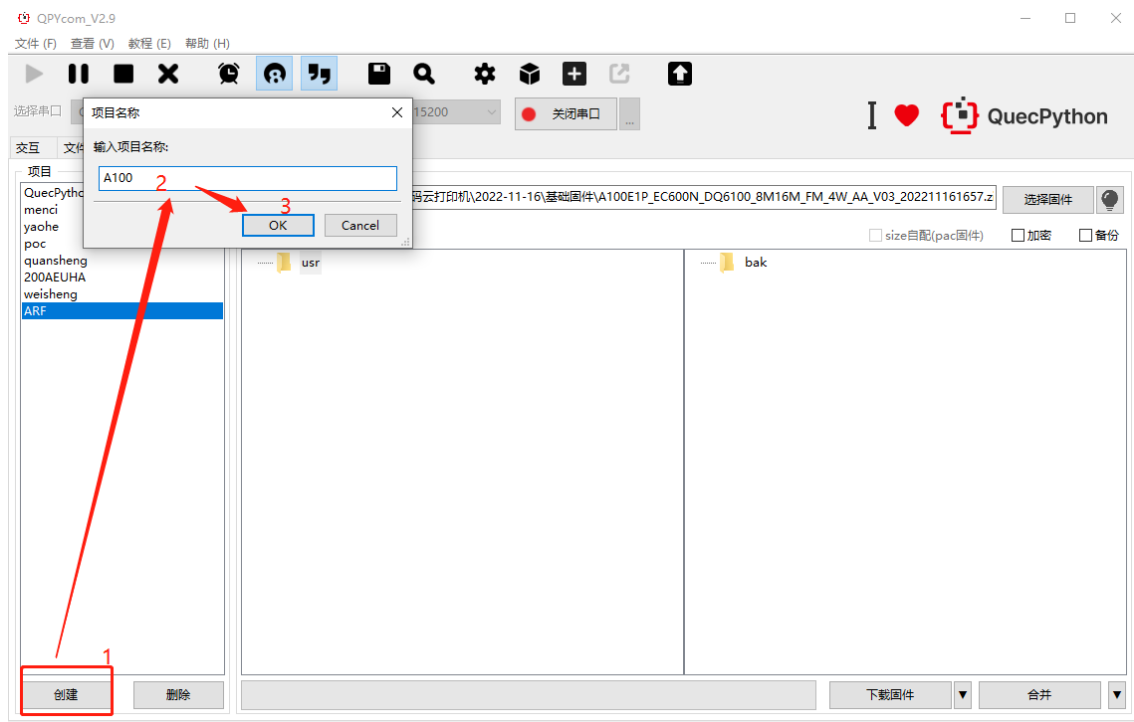 QPYcom_V2.9
文件 (F) 查看 (V) 教程 (E) 帮助 (H)
选择串口
15200
关闭串口
...
I
QuecPython
项目名称
输入项目名称:
A100
2
3
OK
Cancel
交互
项目
码云打印机\2022-11-16\基础固件\A100E1P_EC600N_DQ6100_8M16M_FM_4W_AA_V03_202211161657.z
选择固件
size自配(pac固件)
加密
备份
menci
yaohe
poc
quansheng
200AEUHA
weisheng
ARF
usr
bak
1
创建
删除
下载固件
合并